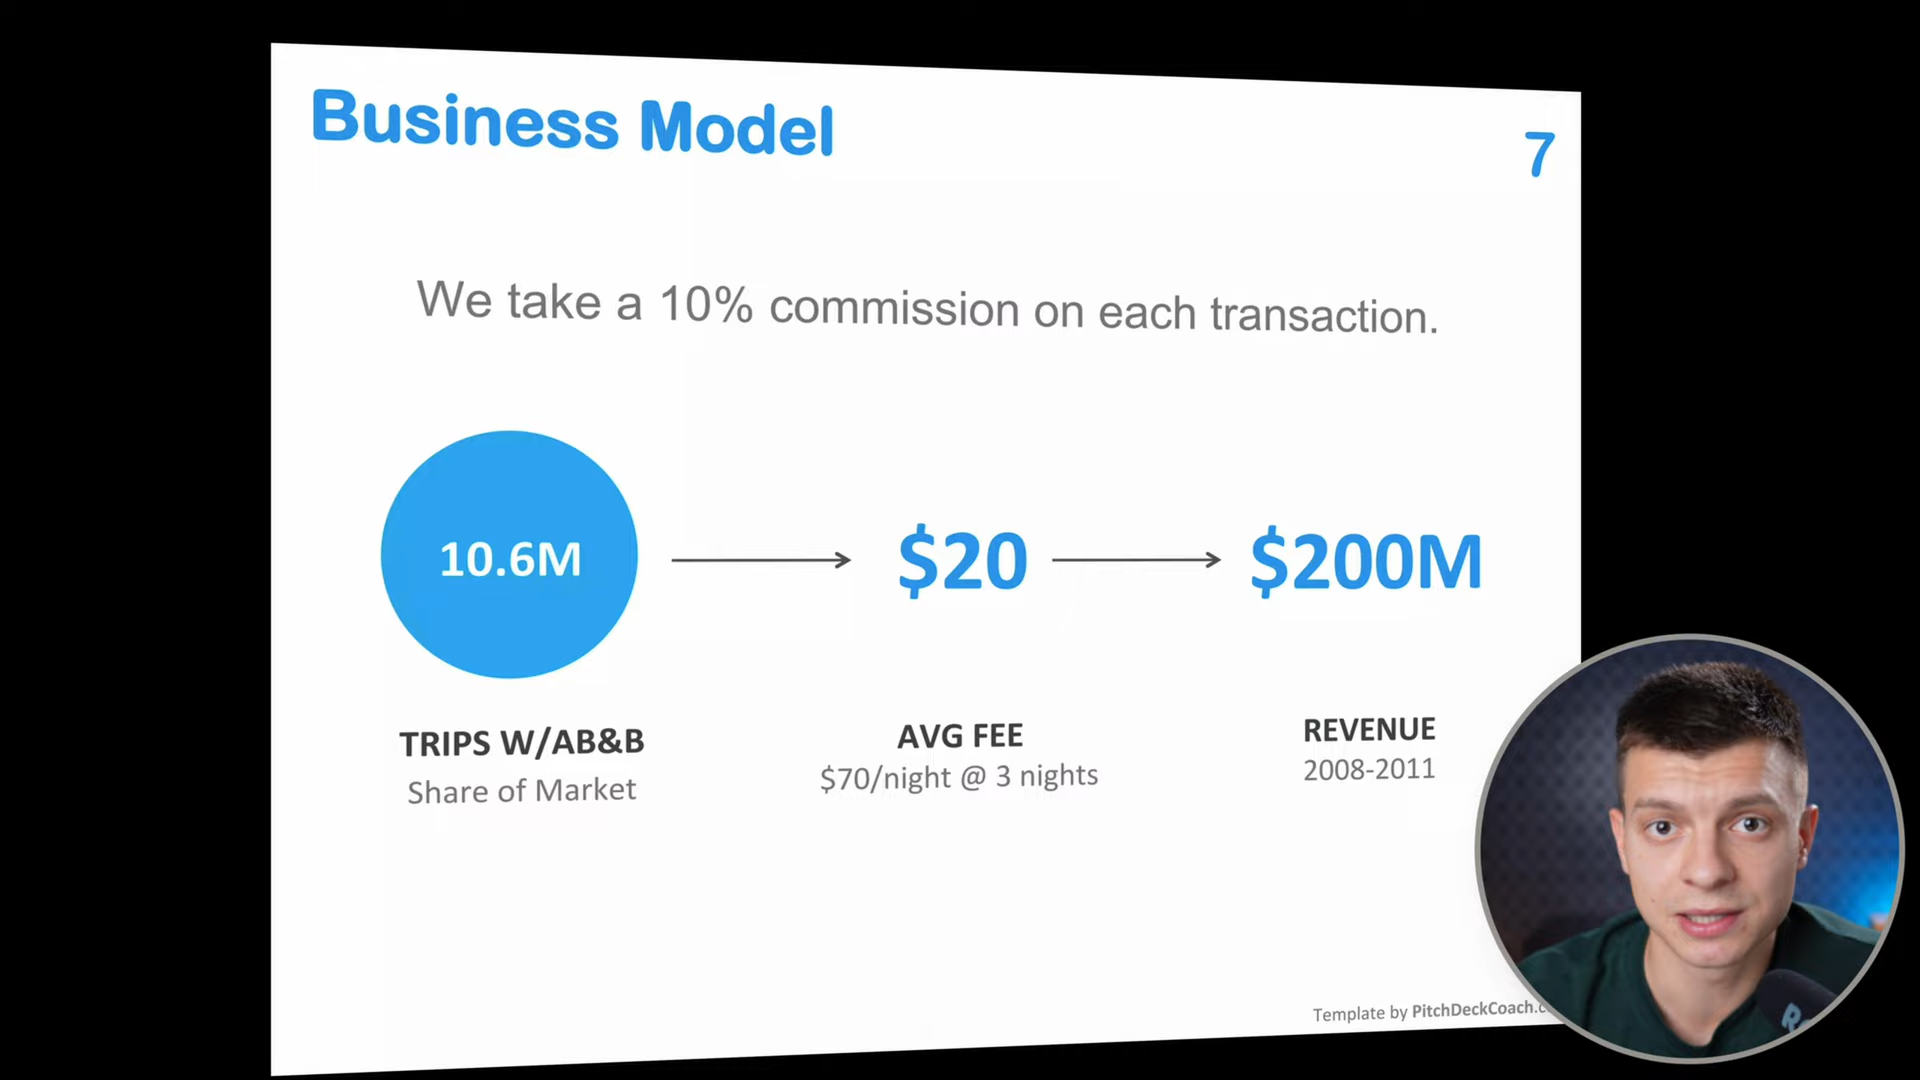 Business Model
7
We take a 10% commission on each transaction.
10.6M
$20
$200M
TRIPS W/AB&B
Share of Market
AVG FEE
$70/night @ 3 nights
REVENUE
2008-2011
Template by PitchDeckCoach.c